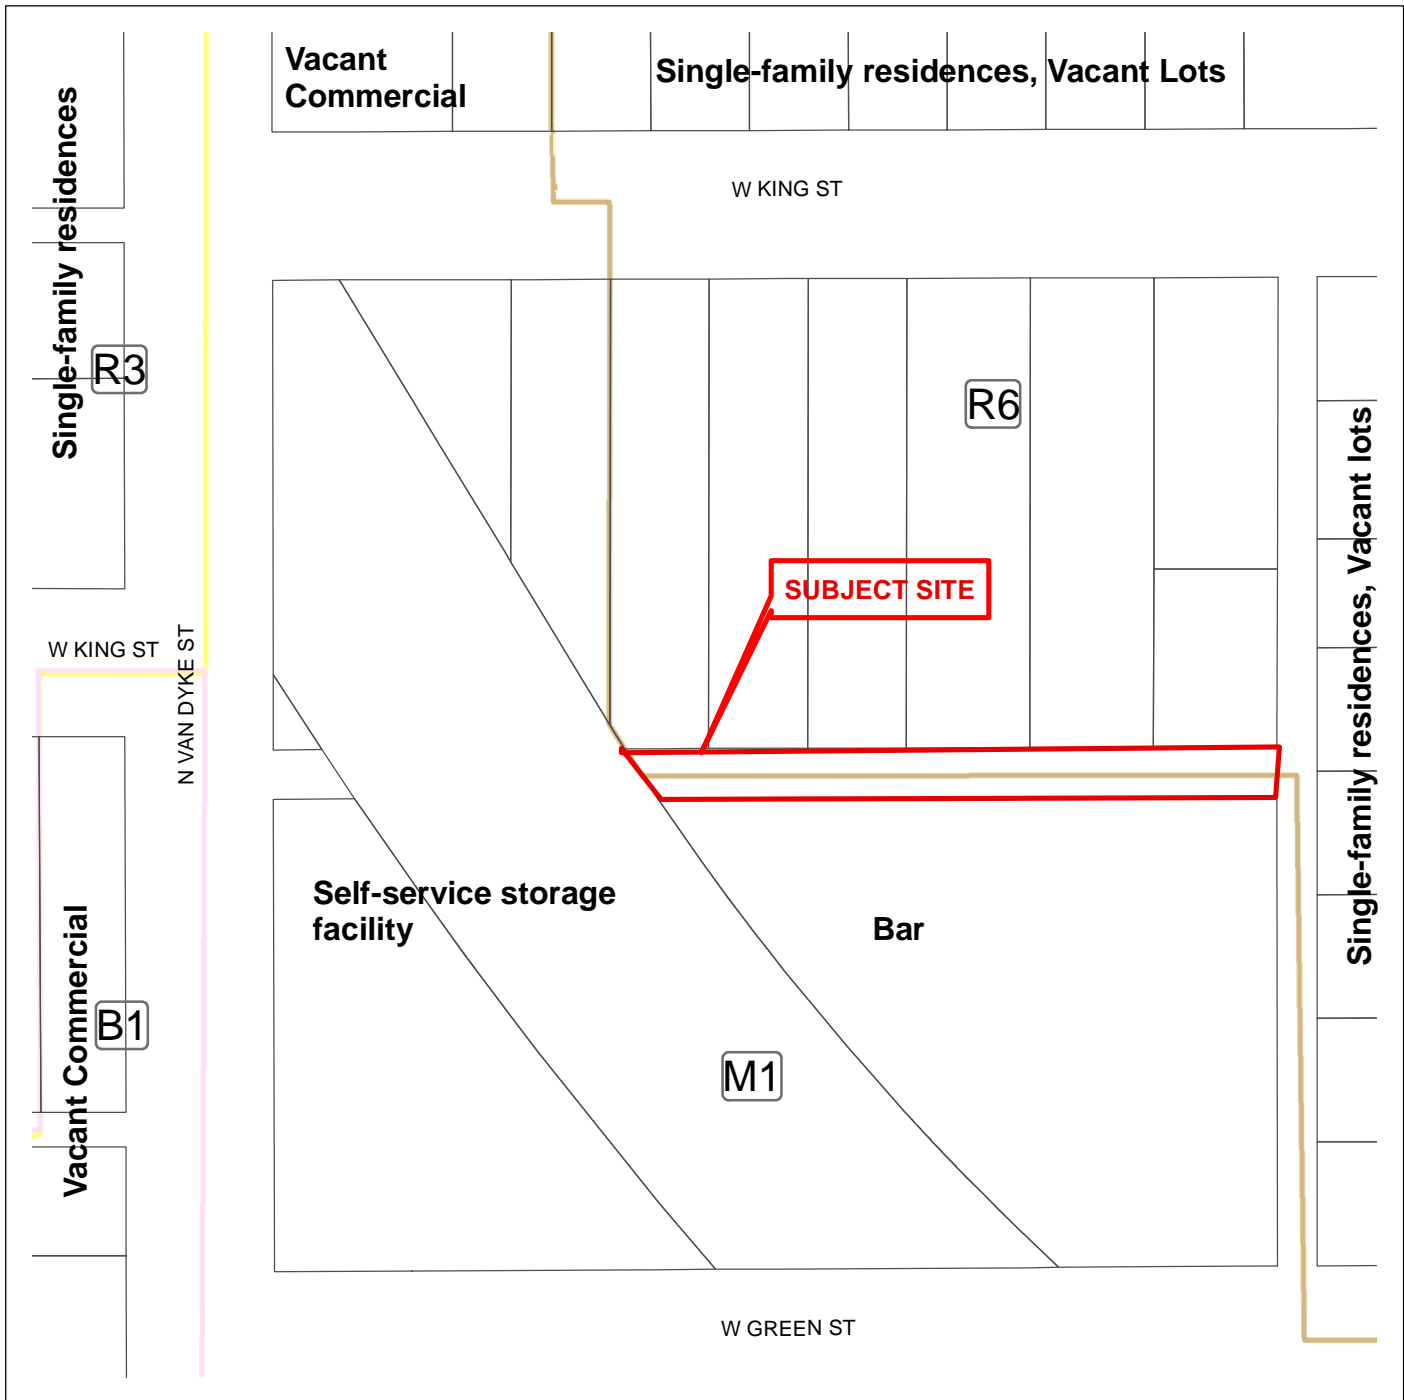 Vacant
Commercial
Single-family residences, Vacant Lots
Single-family residences
W KING ST
R3
R6
SUBJECT SITE
Single-family residences, Vacant lots
W KING ST
N VAN DYKE ST
Self-service storage
facility
Bar
Vacant Commercial
B1
M1
W GREEN ST